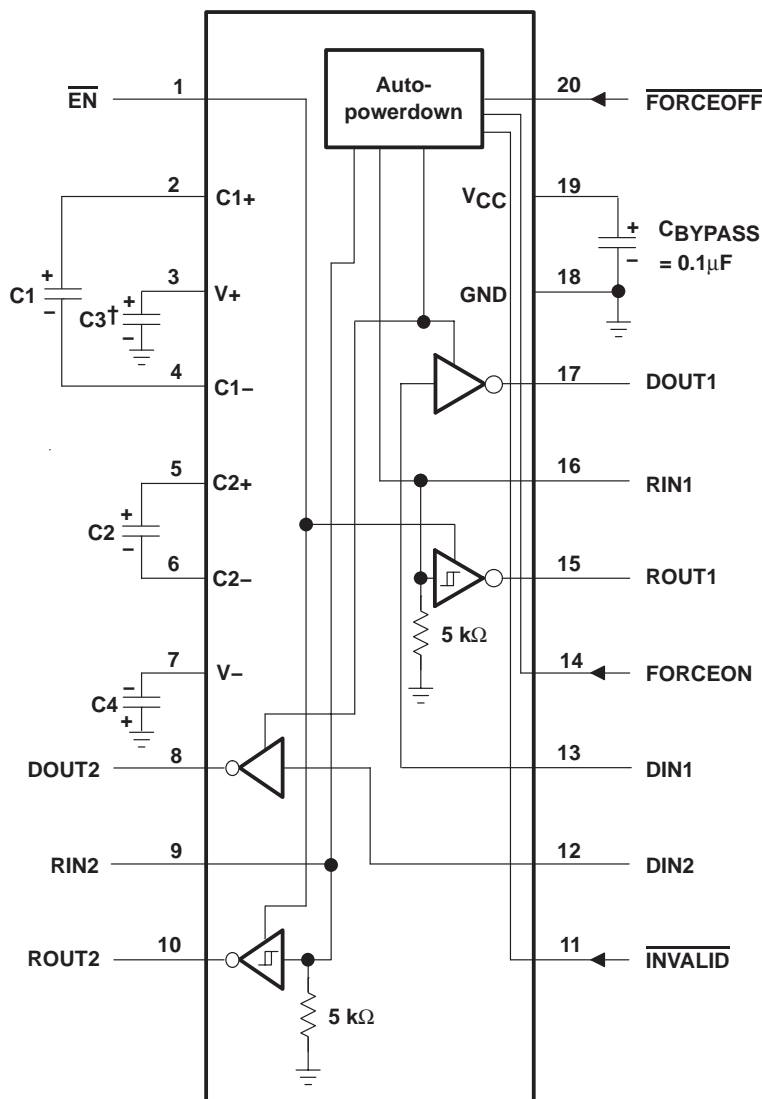 Auto-
powerdown
EN 1
20 FORCEOFF
2 C1+
VCC 19
+ CBYPASS
– = 0.1μF
3 V+
+
C1 –
+ C3†
–
GND 18
4 C1–
17 DOUT1
5 C2+
16 RIN1
+
C2 –
6 C2–
15 ROUT1
5 kΩ
7 V–
14 FORCEON
–
C4 +
DOUT2 8
13 DIN1
RIN2 9
12 DIN2
ROUT2 10
11 INVALID
5 kΩ